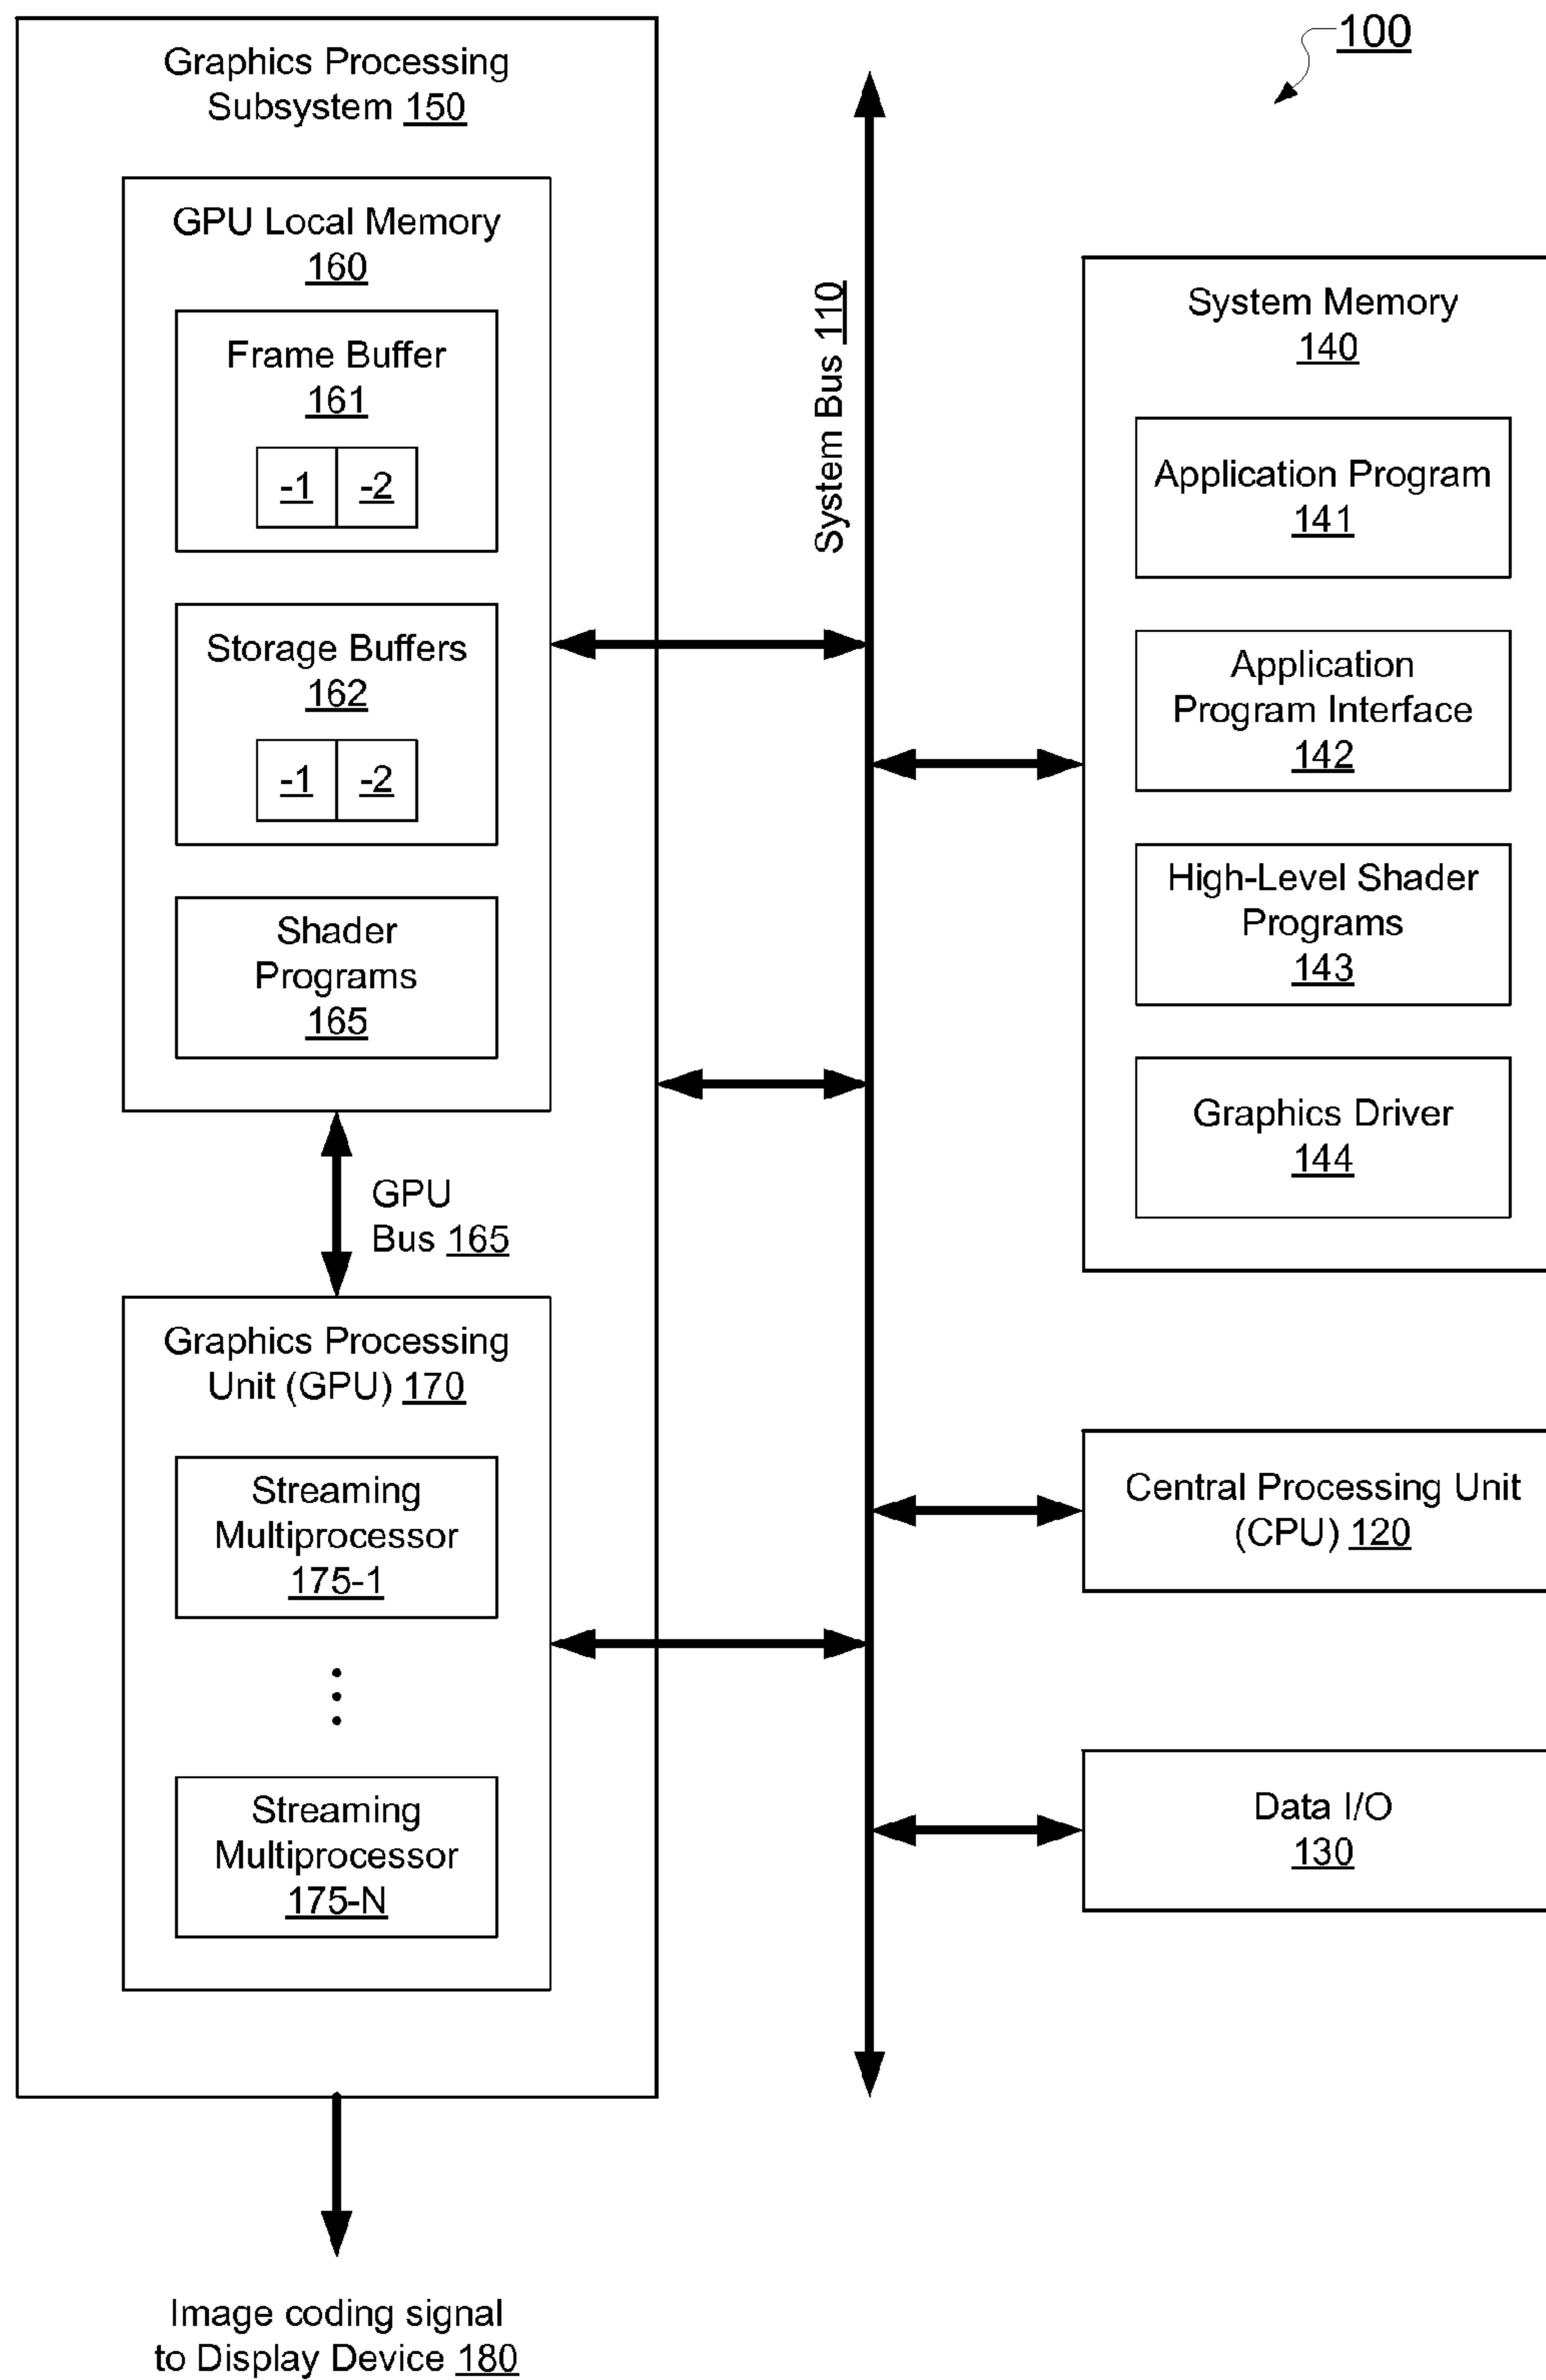 100
Graphics Processing
Subsystem 150
GPU Local Memory
160
Frame Buffer
161
-1 -2
Storage Buffers
162
-1 -2
Shader
Programs
165
GPU
Bus 165
Graphics Processing
Unit (GPU) 170
Streaming
Multiprocessor
175-1
Streaming
Multiprocessor
175-N
Image coding signal
to Display Device 180
System Bus 110
System Memory
140
Application Program
141
Application
Program Interface
142
High-Level Shader
Programs
143
Graphics Driver
144
Central Processing Unit
(CPU) 120
Data I/O
130